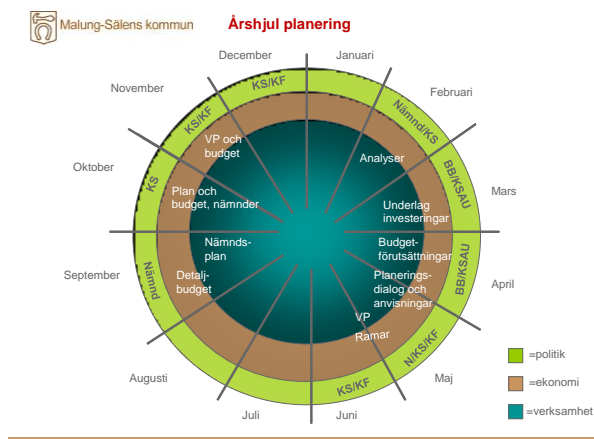 Malung-Sälens kommun
Årshjul planering
December
Januari
November
Februari
KS/KF
KS/KF
Nämnd/KS
VP och
budget
Analyser
Oktober
KS
BB/KSAU
Mars
Plan och
budget, nämnder
Underlag
investeringar
Nämnds-
plan
Budget-
förutsättningar
September
Nämnd
Detalj-
budget
Planerings-
dialog och
anvisningar
BB/KSAU
April
VP
Ramar
N/KS/KF
KS/KF
Augusti
Maj
Juli
Juni
=politik
=ekonomi
=verksamhet